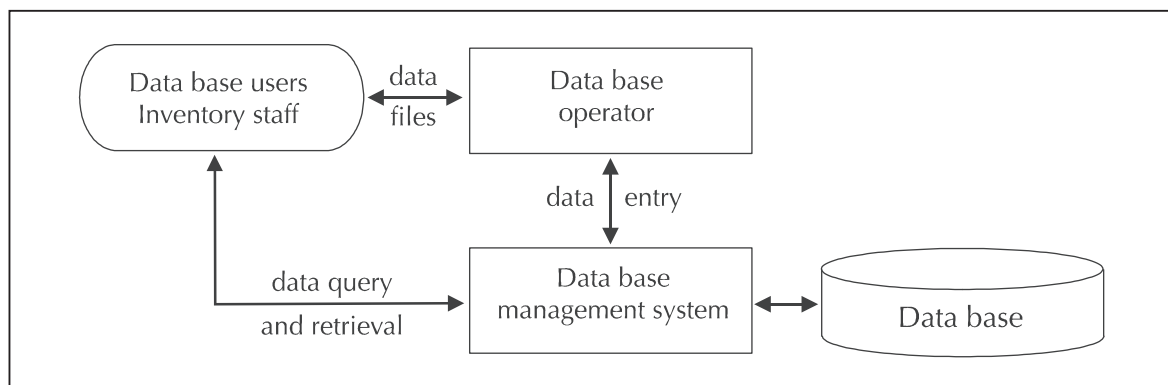 Data base users
Inventory staff
data
files
Data base
operator
data entry
data query
and retrieval
Data base
management system
Data base